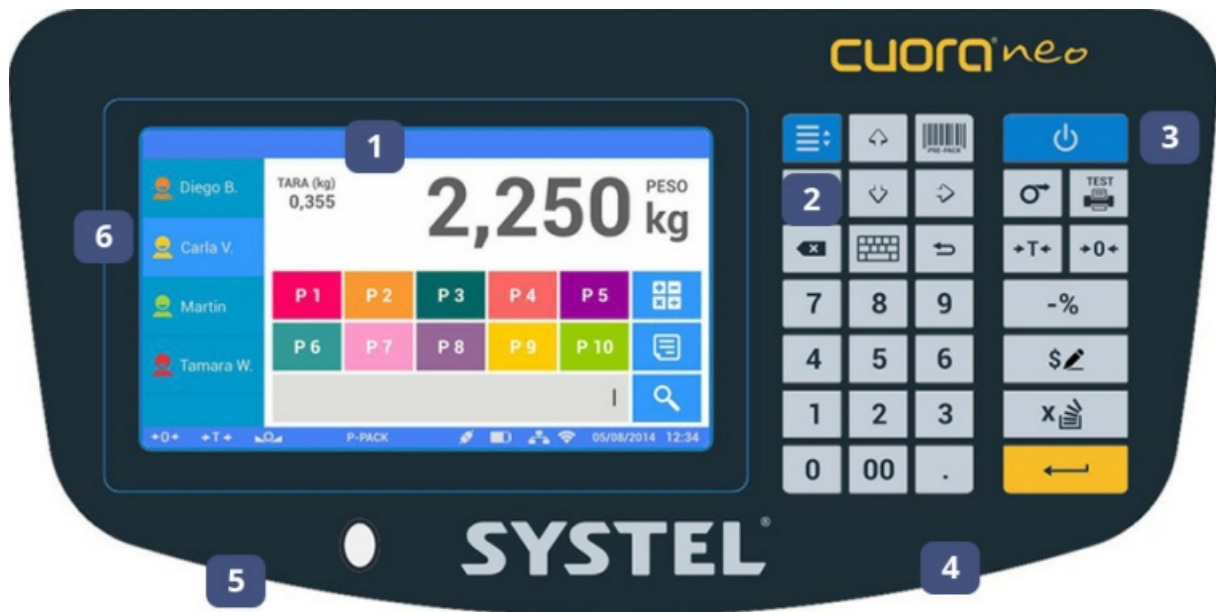 cuora neo
1
3
Diego B.
TARA (kg)
0,355
2,250
PESO
kg
PRE-PACK
2
TEST
6
Carla V.
→T←
→0←
Martin
P 1
P 2
P 3
P 4
P 5
7
8
9
-%
Tamara W.
P 6
P 7
P 8
P 9
P 10
4
5
6
$
1
2
3
X
→0←
→T←
P-PACK
05/08/2014 12:34
0
00
.
SYSTEL®
5
4